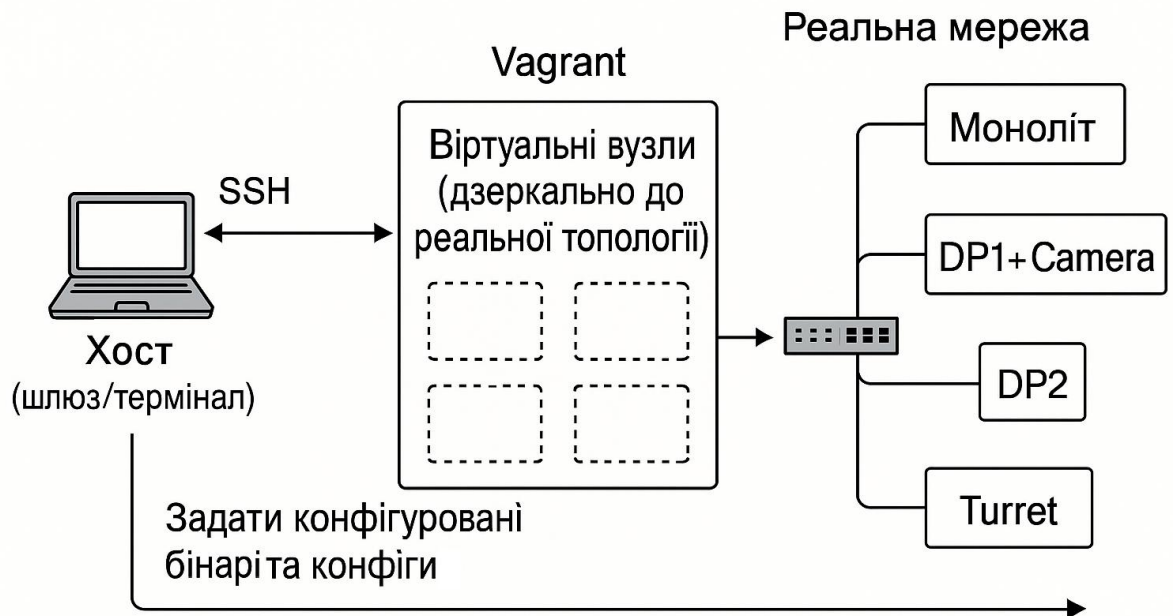 Реальна мережа
Vagrant
Моноліт
Віртуальні вузли
(дзеркально до
реальної топології)
SSH
DP1+Camera
Хост
(шлюз/термінал)
DP2
Turret
Задати конфігуровані
бінарі та конфіги